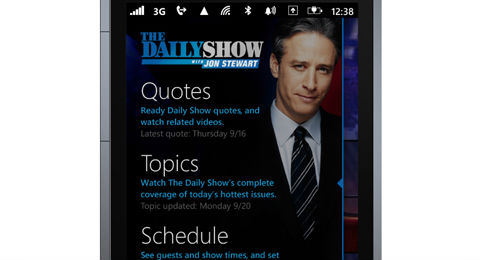 3G 12:38
THE
DAILY SHOW
WITH JON STEWART
Quotes
Ready Daily Show quotes, and
watch related videos.
Latest quote: Thursday 9/16
Topics
Watch The Daily Show's complete
coverage of today's hottest issues.
Topic updated: Monday 9/20
Schedule
See guests and show times, and set